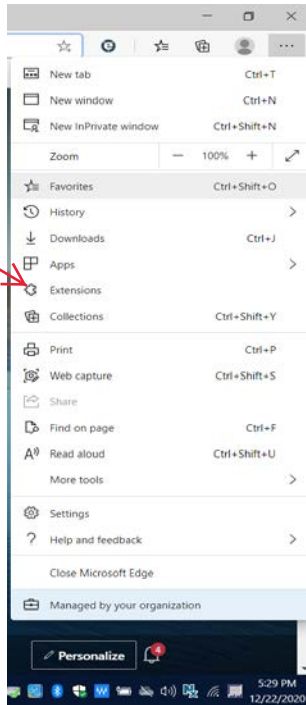 New tab Ctrl+T
New window Ctrl+N
New InPrivate window Ctrl+Shift+N
Zoom — 100% +
Favorites Ctrl+Shift+O
History
Downloads Ctrl+J
Apps
Extensions
Collections Ctrl+Shift+Y
Print Ctrl+P
Web capture Ctrl+Shift+S
Share
Find on page Ctrl+F
Read aloud Ctrl+Shift+U
More tools
Settings
? Help and feedback
Close Microsoft Edge
Managed by your organization
Personalize 4
5:29 PM
12/22/2020